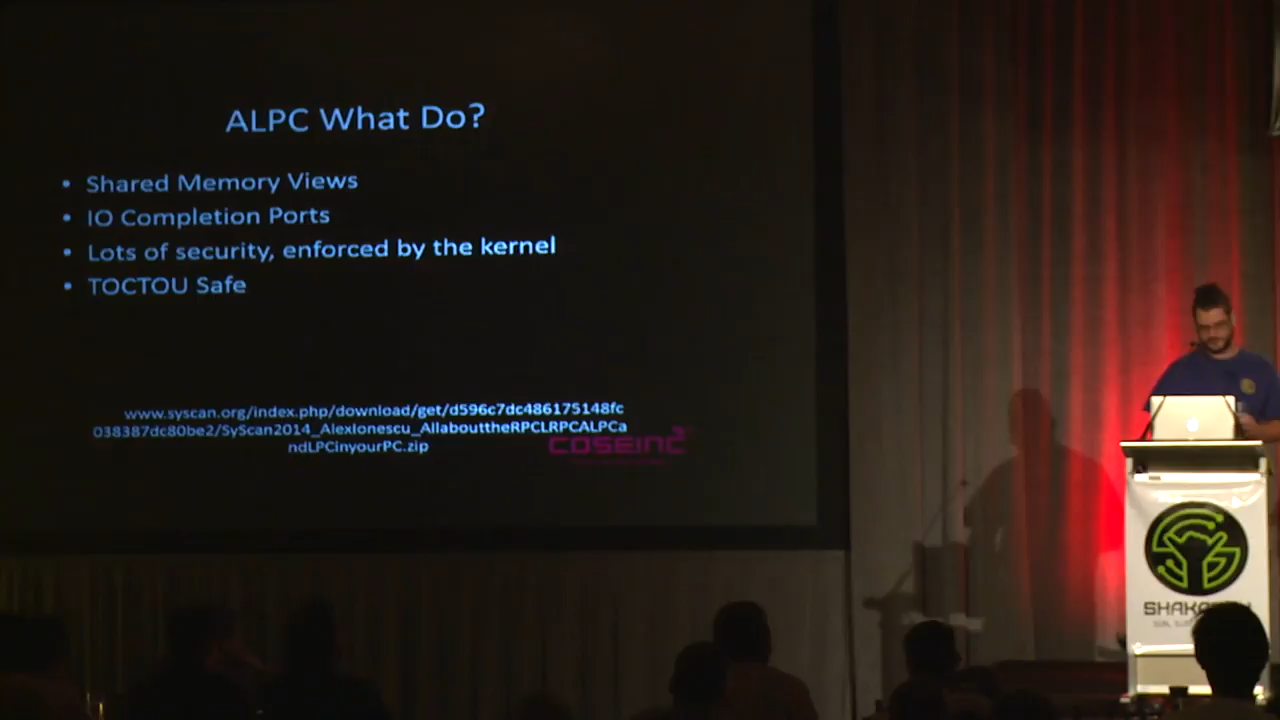 ALPC What Do?
• Shared Memory Views
• IO Completion Ports
• Lots of security, enforced by the kernel
• TOCTOU Safe
www.syscan.org/index.php/download/get/d596c7dc486175148fc
038387dc80be2/SyScan2014_AlexIonescu_AllabouttheRPCLRPCALPCa
ndLPCinyourPC.zip
COSEINC